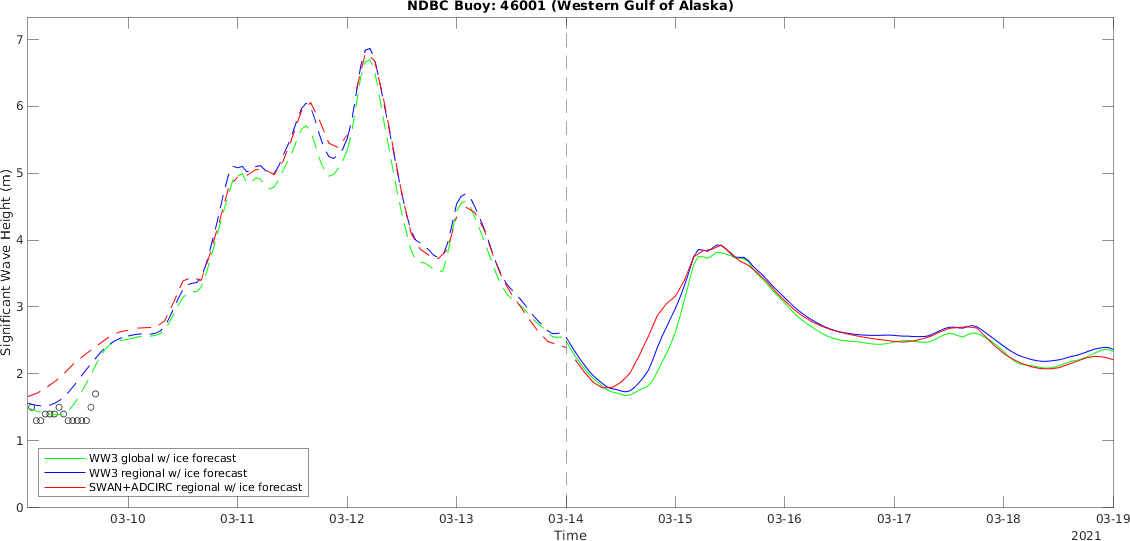 NDBC Buoy: 46001 (Western Gulf of Alaska)
Significant Wave Height (m)
7
6
5
4
3
2
1
0
WW3 global w/ ice forecast
WW3 regional w/ ice forecast
SWAN+ADCIRC regional w/ ice forecast
03-10 03-11 03-12 03-13 03-14 03-15 03-16 03-17 03-18 03-19
Time
2021